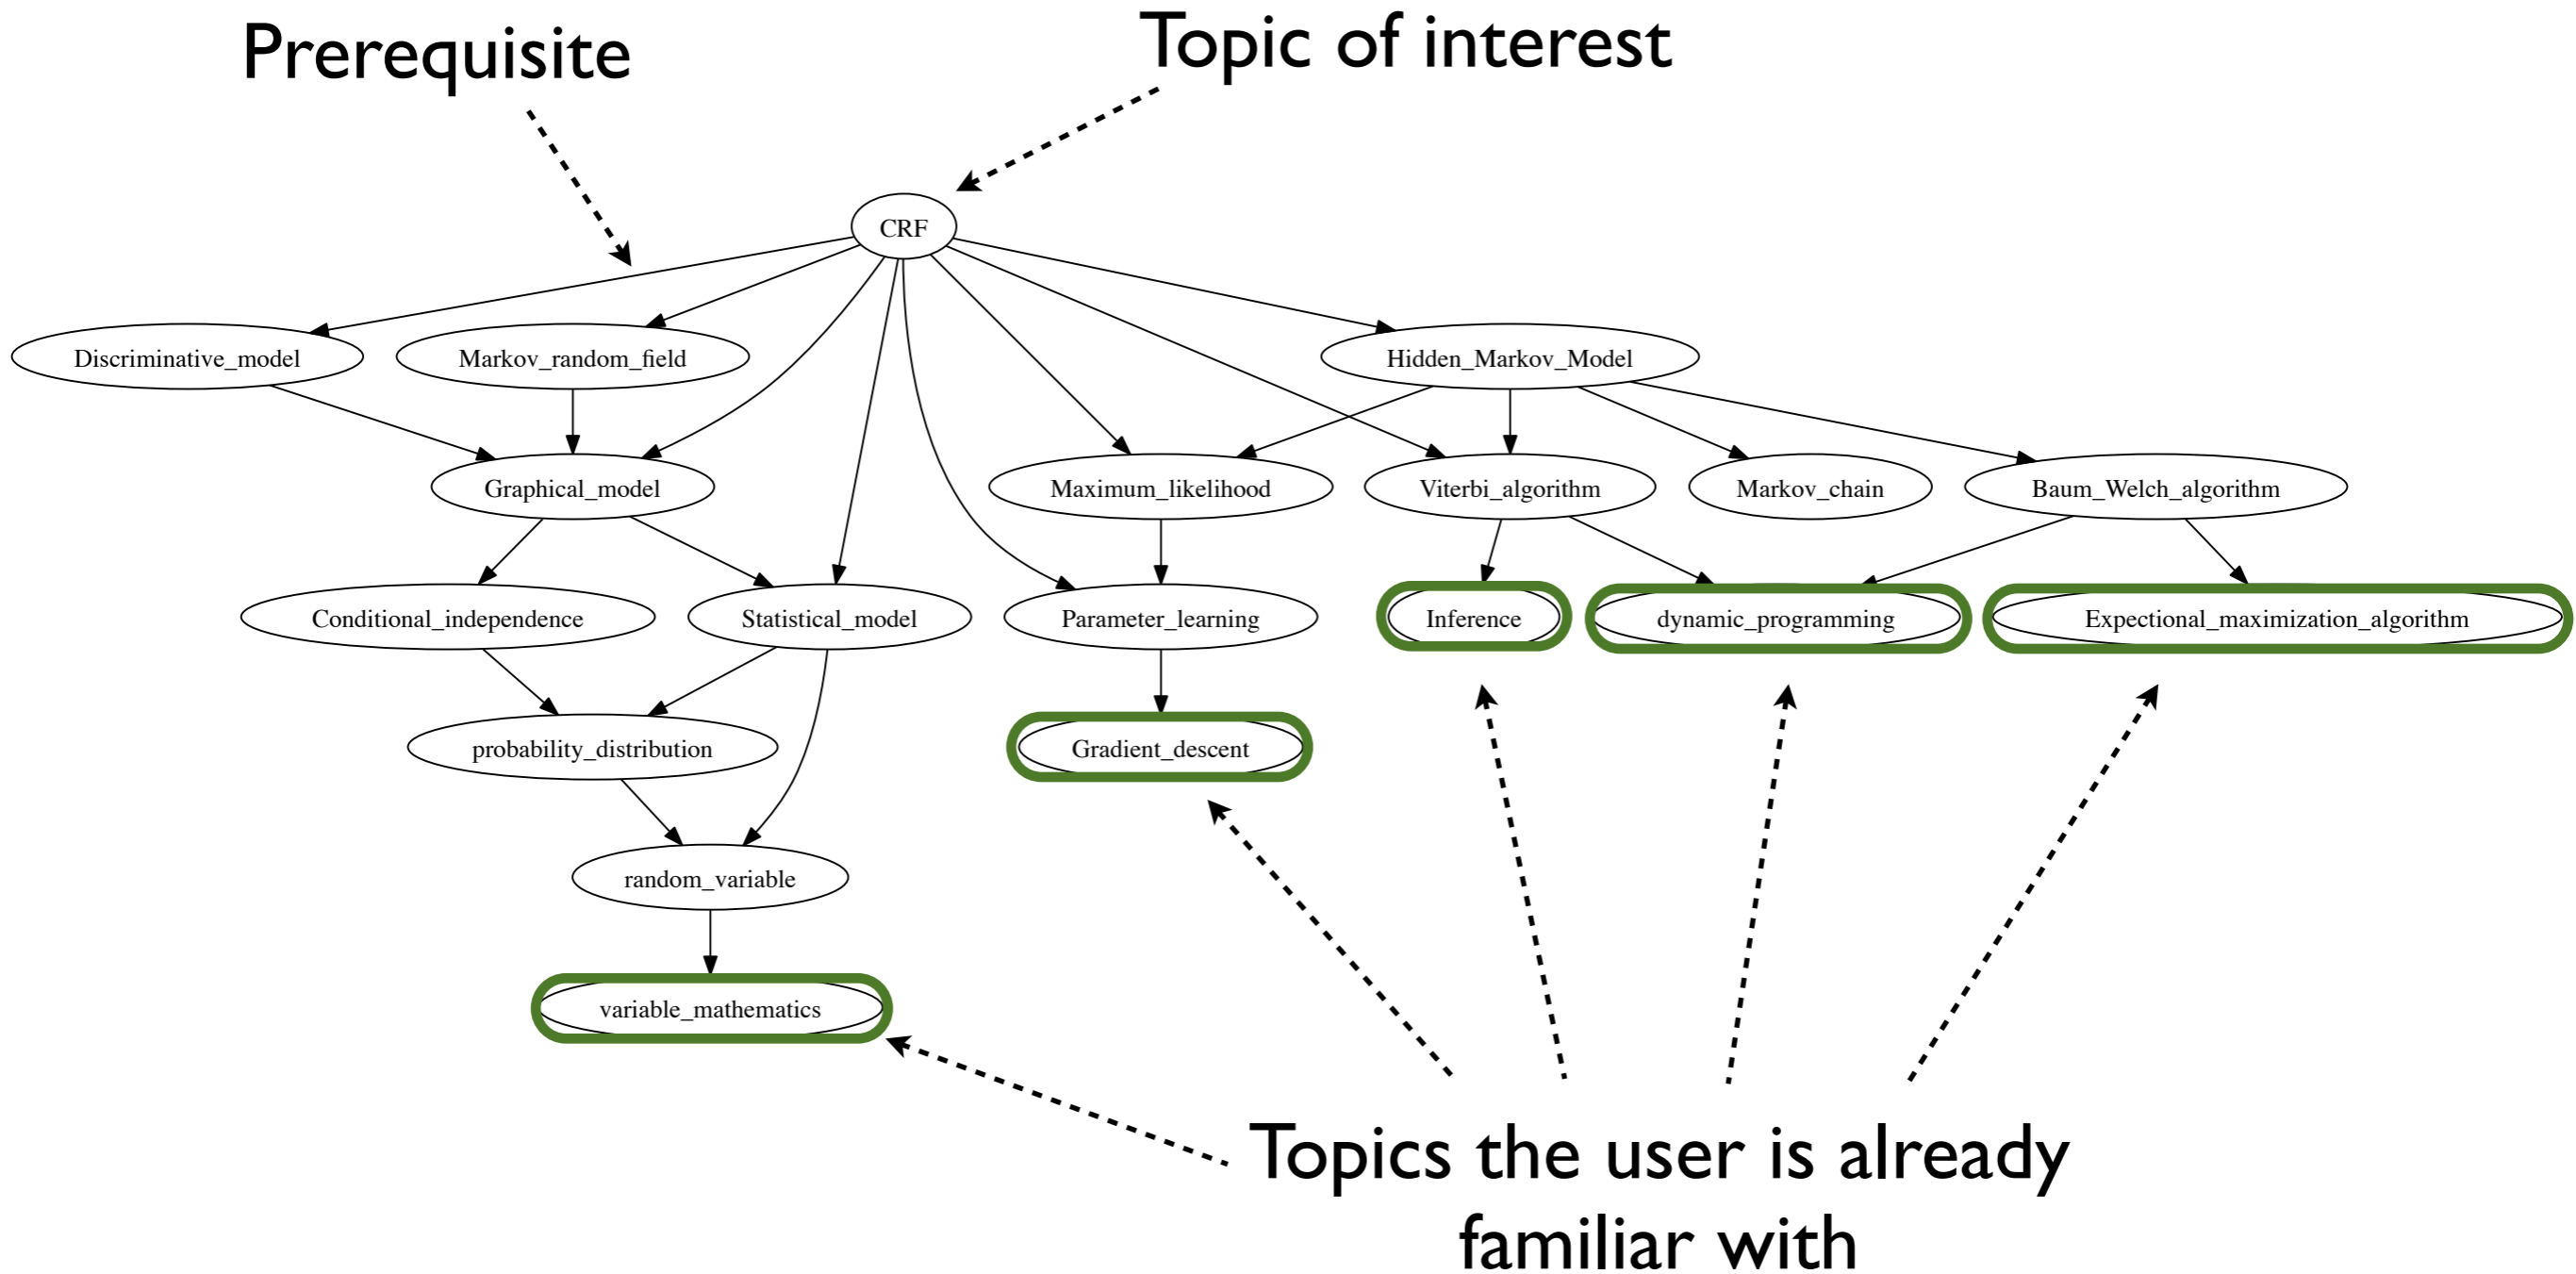 Prerequisite
Topic of interest
CRF
Discriminative_model
Markov_random_field
Hidden_Markov_Model
Graphical_model
Maximum_likelihood
Viterbi_algorithm
Markov_chain
Baum_Welch_algorithm
Conditional_independence
Statistical_model
Parameter_learning
Inference
dynamic_programming
Expectional_maximization_algorithm
probability_distribution
Gradient_descent
random_variable
variable_mathematics
Topics the user is already
familiar with